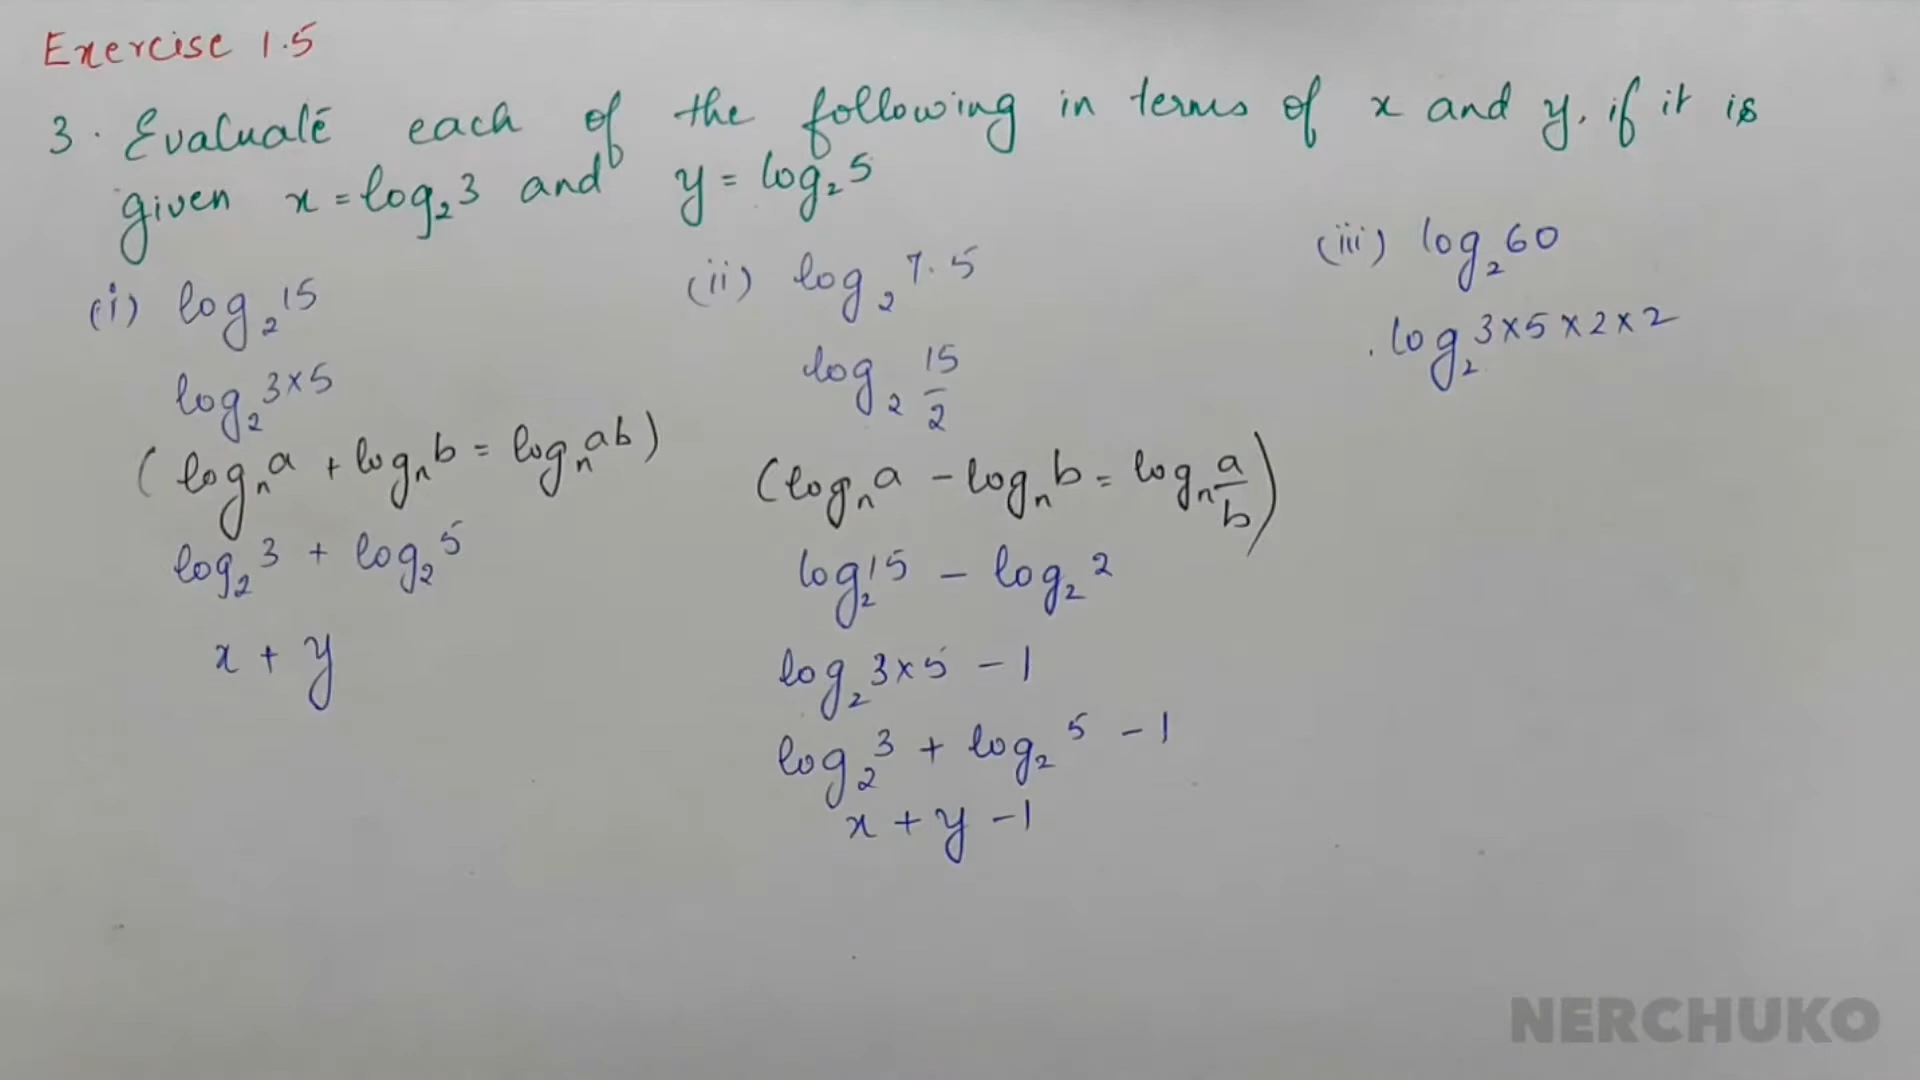 Exercise 1.5
3. Evaluate each of the following in terms of x and y, if it is
given x = log₂3 and y = log₂5
(i) log₂15
log₂3×5
(logₙa + logₙb = logₙab)
log₂3 + log₂5
x + y
(ii) log₂7.5
log₂ 15/2
(logₙa − logₙb = logₙ a/b)
log₂15 − log₂2
log₂3×5 − 1
log₂3 + log₂5 − 1
x + y − 1
(iii) log₂60
log₂3×5×2×2
NERCHUKO